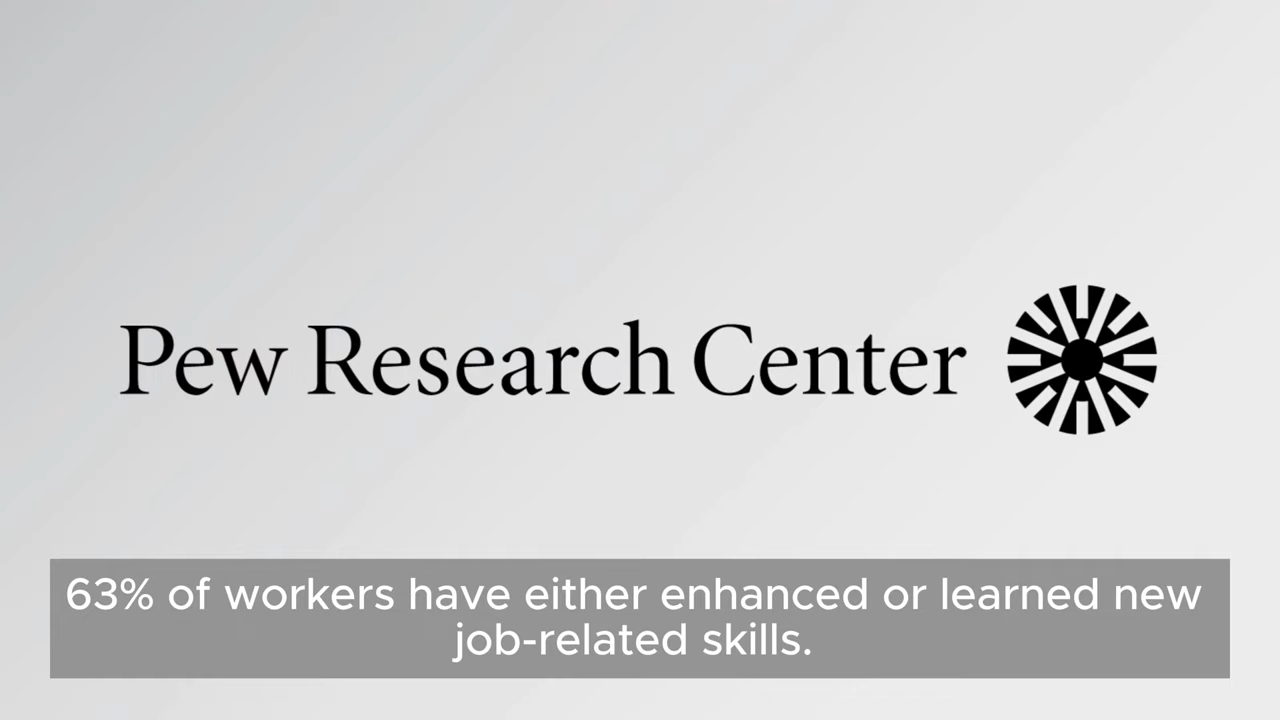 Pew Research Center
63% of workers have either enhanced or learned new
job-related skills.